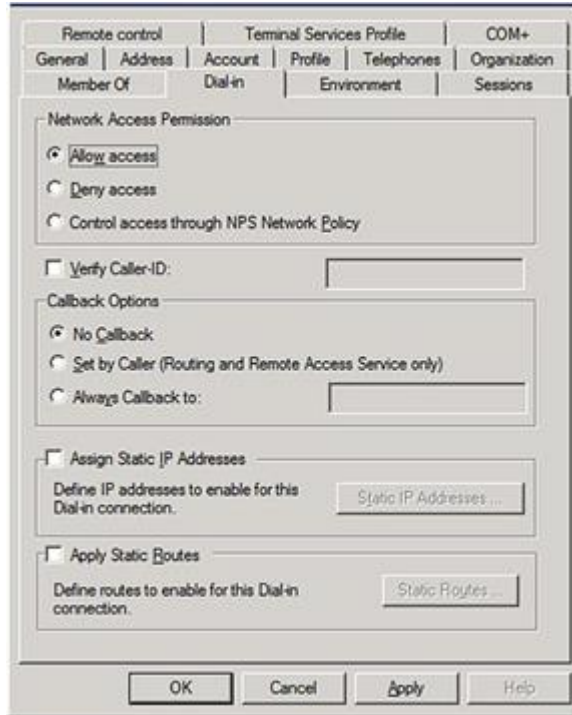 Remote control Terminal Services Profile COM+
General Address Account Profile Telephones Organization
Member Of Dial-in Environment Sessions
Network Access Permission
Allow access
Deny access
Control access through NPS Network Policy
Verify Caller-ID:
Callback Options
No Callback
Set by Caller (Routing and Remote Access Service only)
Always Callback to:
Assign Static IP Addresses
Define IP addresses to enable for this
Dial-in connection.
Static IP Addresses ...
Apply Static Routes
Define routes to enable for this Dial-in
connection.
Static Routes ...
OK Cancel Apply Help